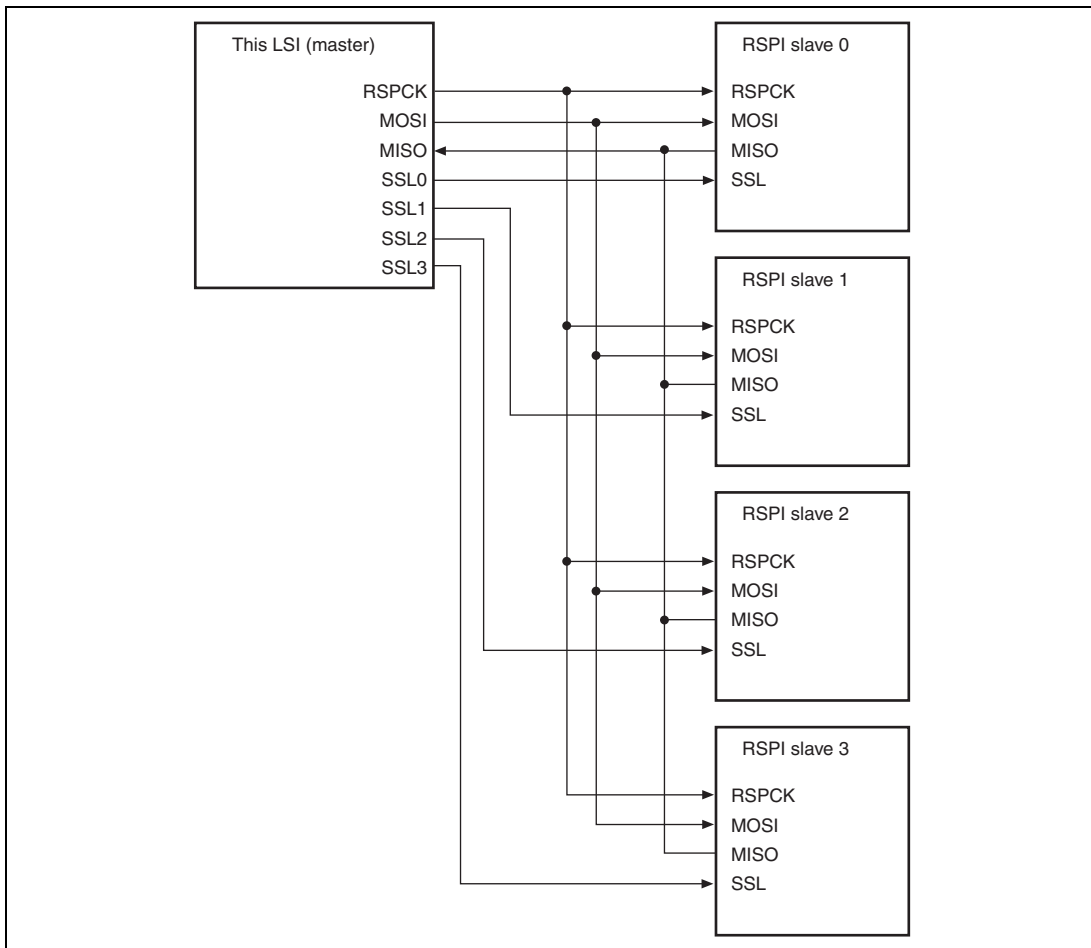 This LSI (master)
RSPCK
MOSI
MISO
SSL0
SSL1
SSL2
SSL3
RSPI slave 0
RSPCK
MOSI
MISO
SSL
RSPI slave 1
RSPCK
MOSI
MISO
SSL
RSPI slave 2
RSPCK
MOSI
MISO
SSL
RSPI slave 3
RSPCK
MOSI
MISO
SSL